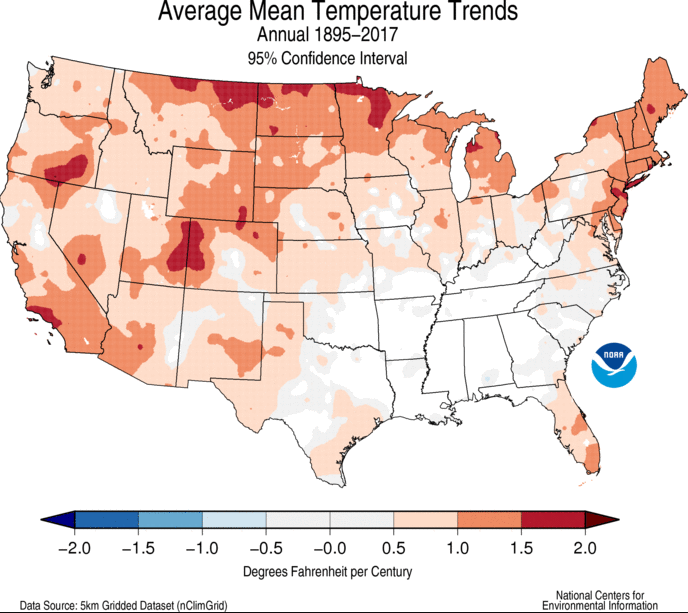 Average Mean Temperature Trends
Annual 1895–2017
95% Confidence Interval
NOAA
−2.0 −1.5 −1.0 −0.5 −0.0 0.5 1.0 1.5 2.0
Degrees Fahrenheit per Century
Data Source: 5km Gridded Dataset (nClimGrid)
National Centers for
Environmental Information